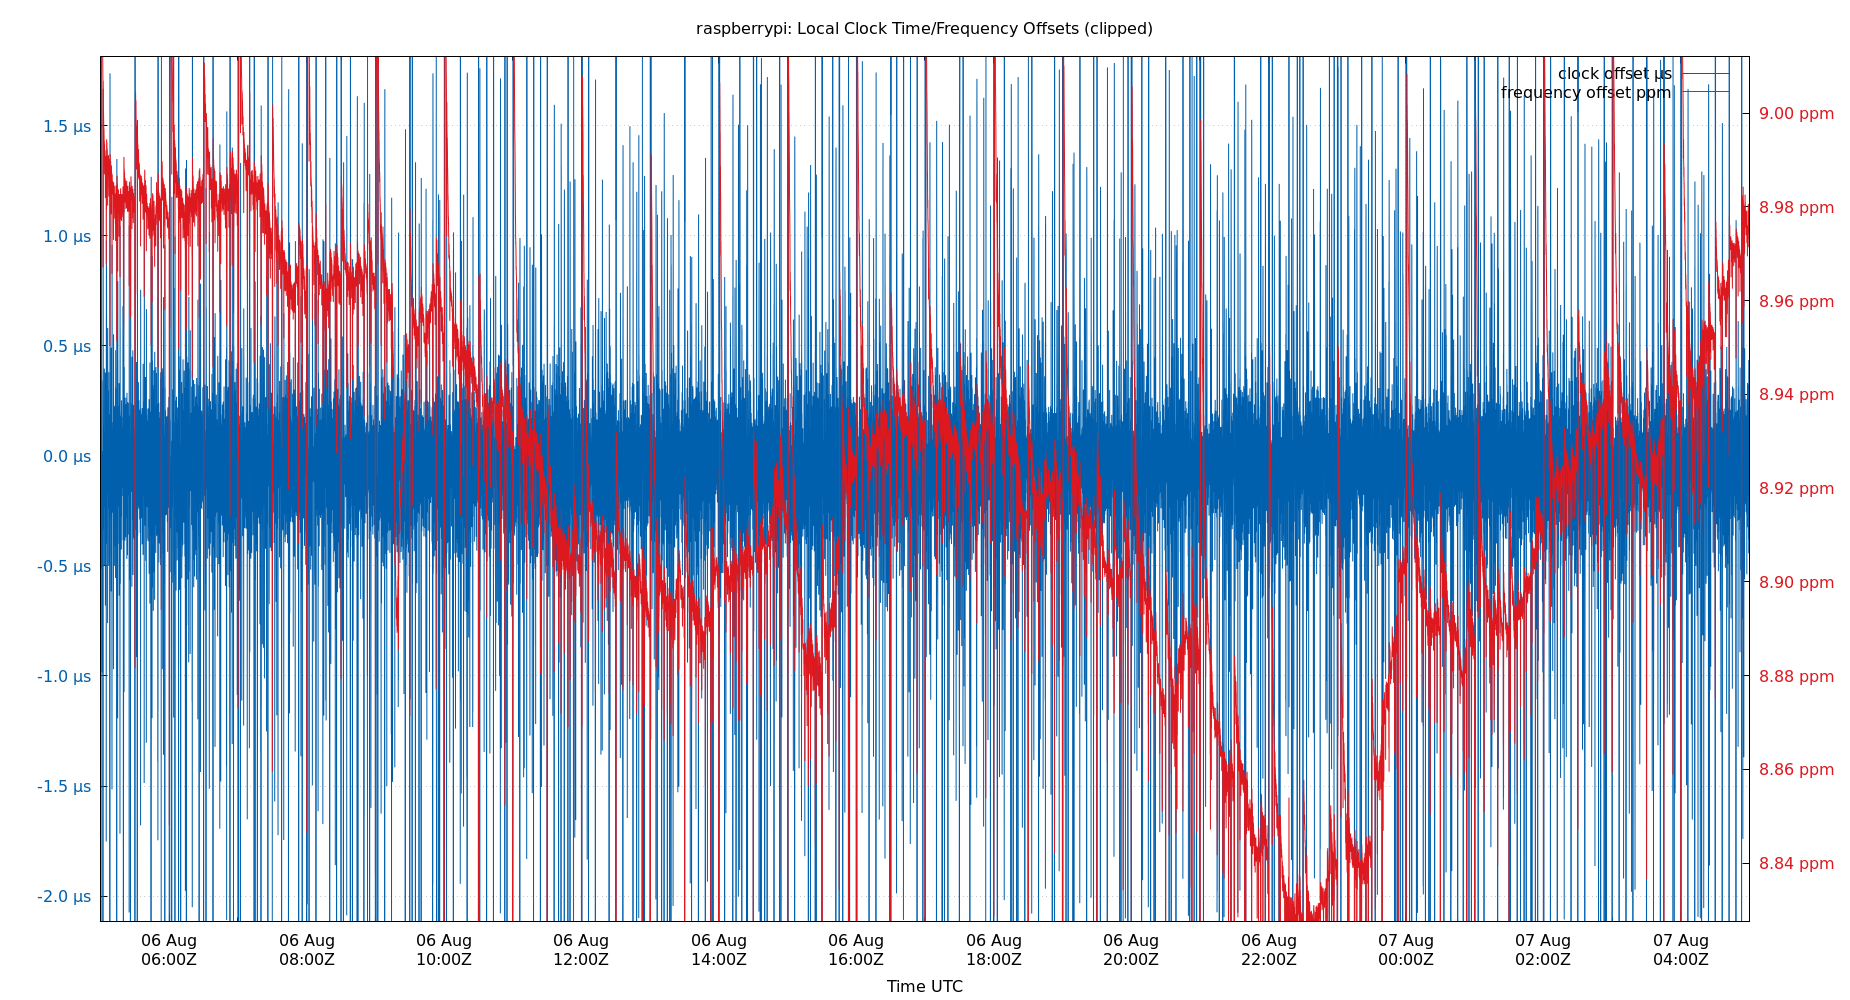 raspberrypi: Local Clock Time/Frequency Offsets (clipped)
clock offset µs
frequency offset ppm
1.5 µs
1.0 µs
0.5 µs
0.0 µs
-0.5 µs
-1.0 µs
-1.5 µs
-2.0 µs
9.00 ppm
8.98 ppm
8.96 ppm
8.94 ppm
8.92 ppm
8.90 ppm
8.88 ppm
8.86 ppm
8.84 ppm
06 Aug 06 Aug 06 Aug 06 Aug 06 Aug 06 Aug 06 Aug 06 Aug 06 Aug 07 Aug 07 Aug 07 Aug
06:00Z 08:00Z 10:00Z 12:00Z 14:00Z 16:00Z 18:00Z 20:00Z 22:00Z 00:00Z 02:00Z 04:00Z
Time UTC